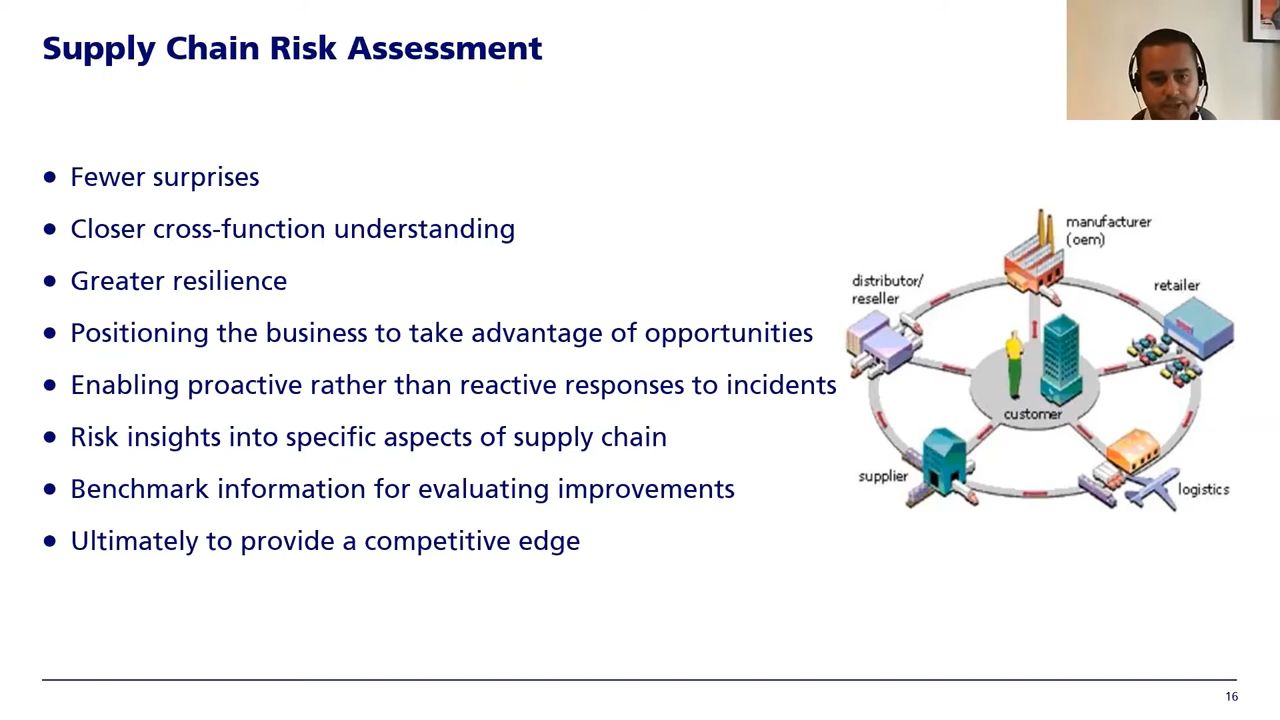 Supply Chain Risk Assessment
● Fewer surprises
● Closer cross-function understanding
● Greater resilience
● Positioning the business to take advantage of opportunities
● Enabling proactive rather than reactive responses to incidents
● Risk insights into specific aspects of supply chain
● Benchmark information for evaluating improvements
● Ultimately to provide a competitive edge
manufacturer
(oem)
distributor/
reseller
retailer
customer
supplier
logistics
16